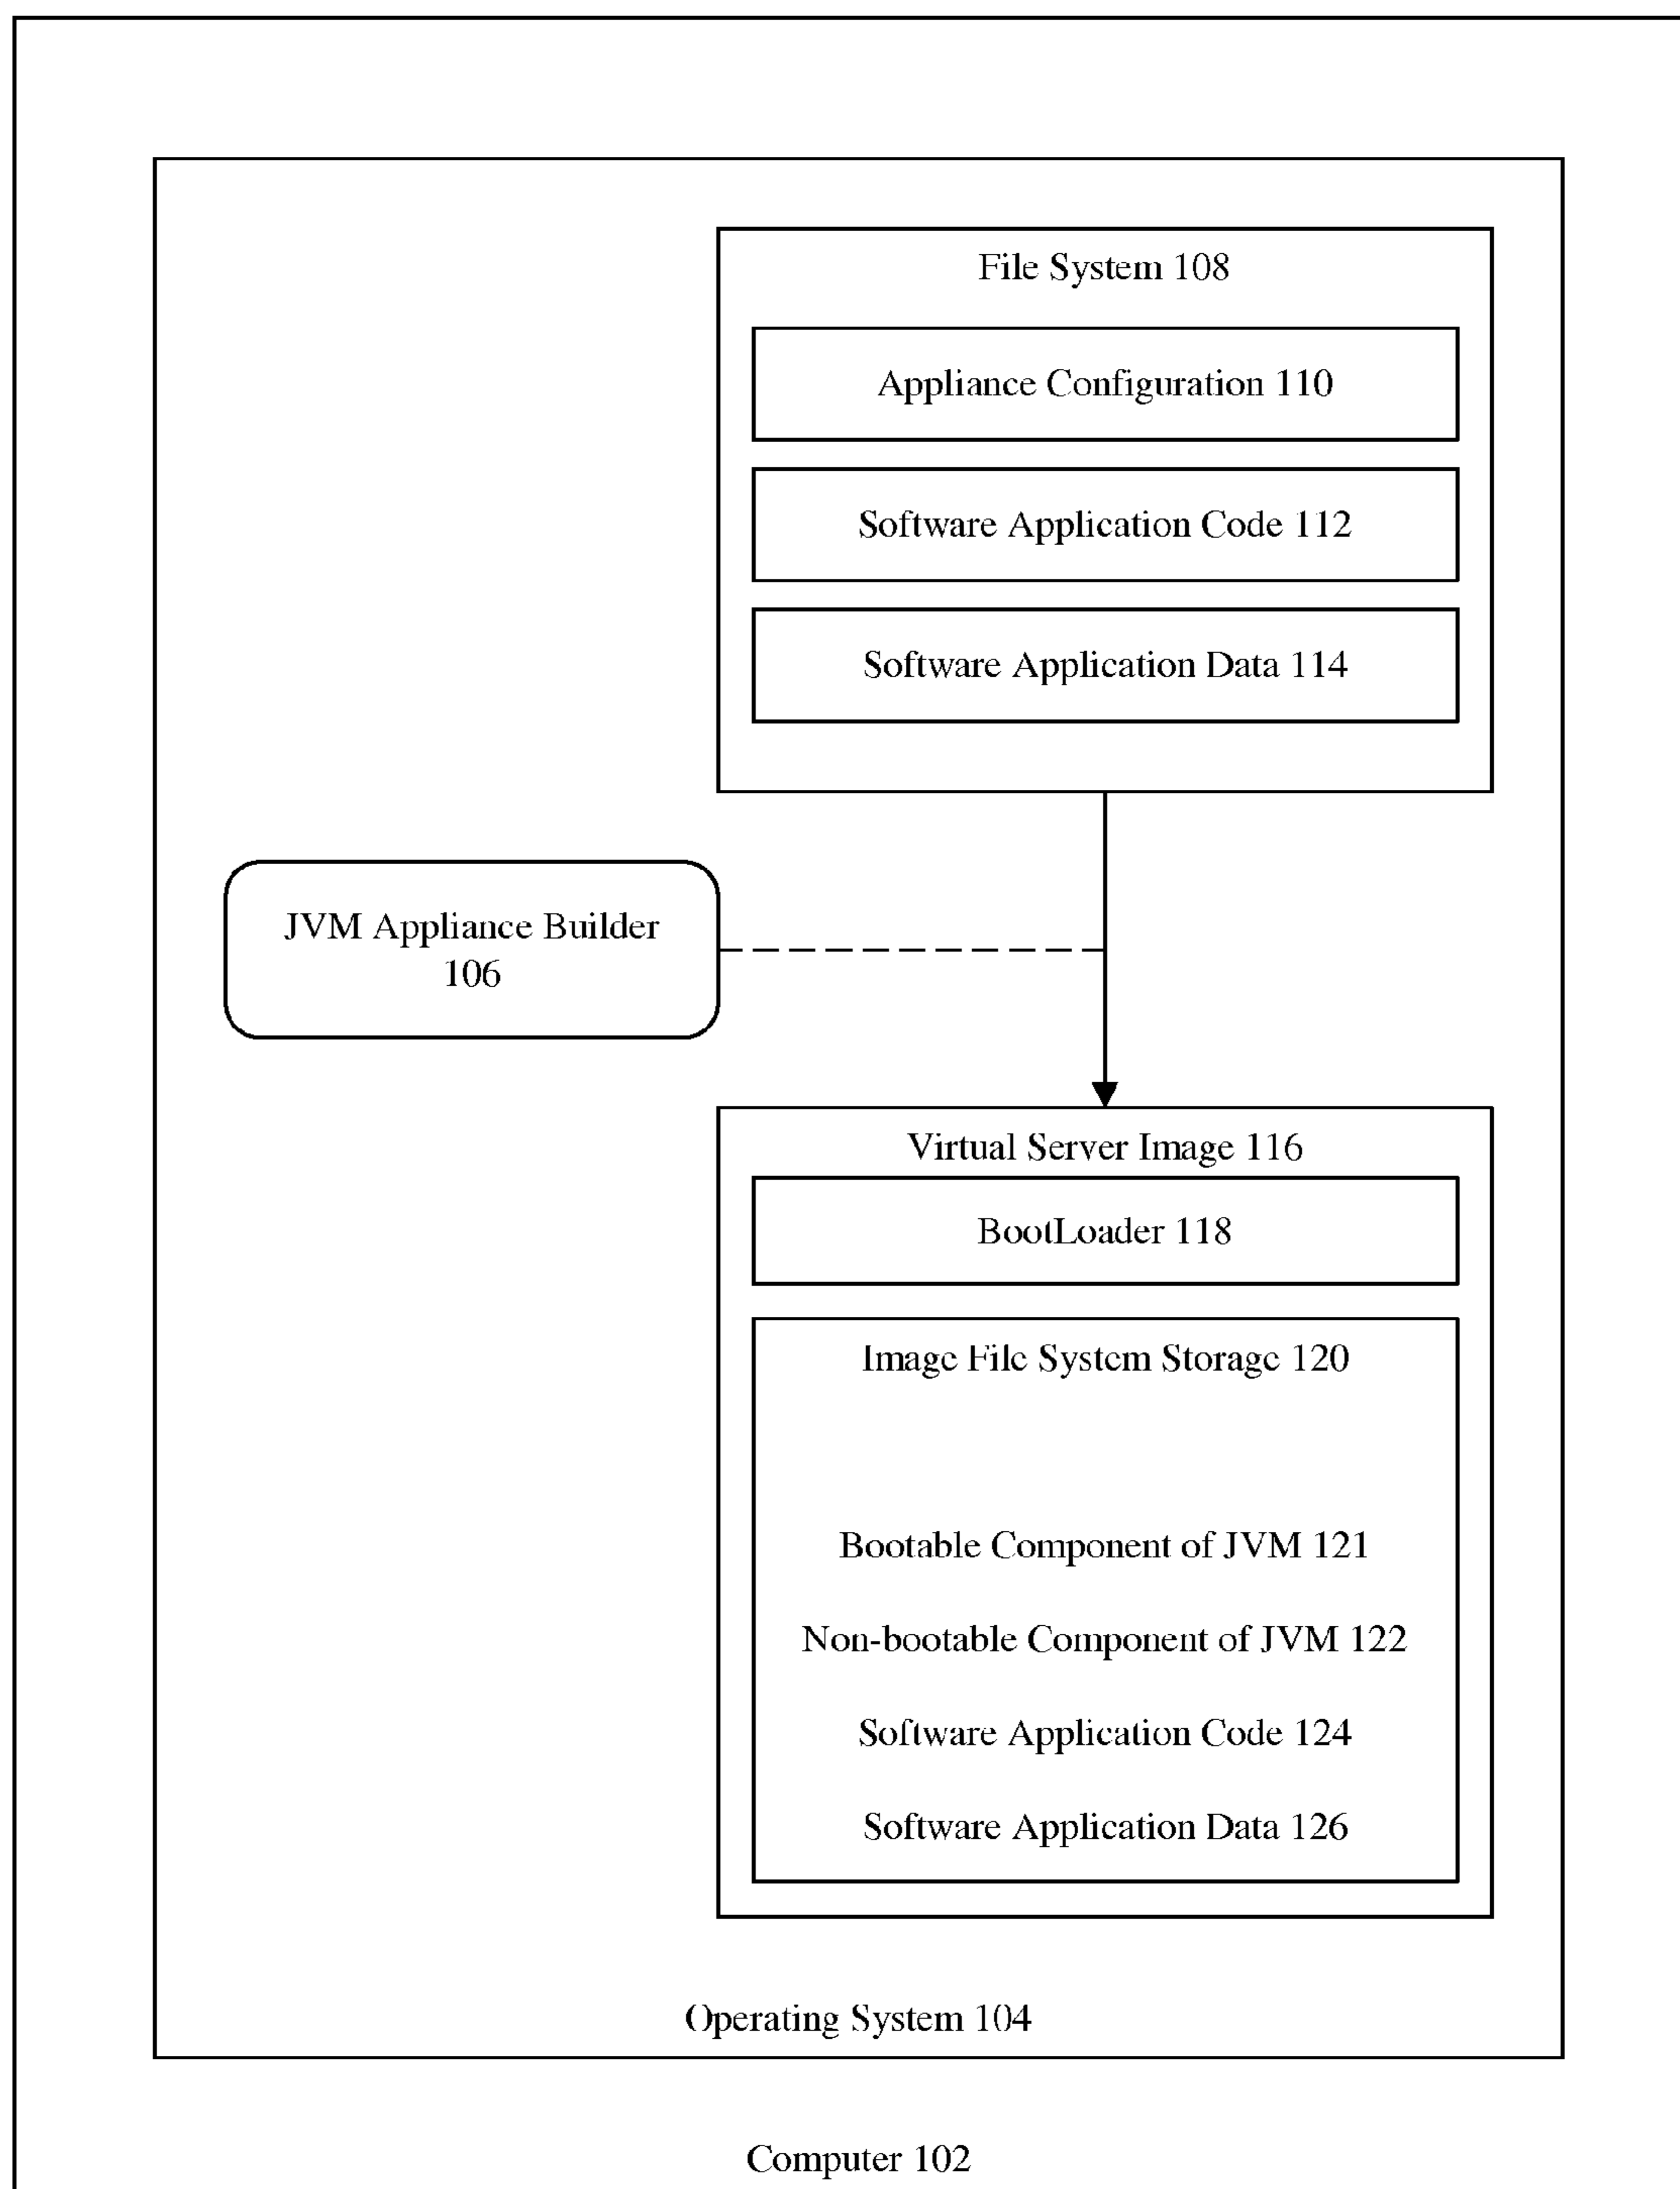 File System 108
Appliance Configuration 110
Software Application Code 112
Software Application Data 114
JVM Appliance Builder
106
Virtual Server Image 116
BootLoader 118
Image File System Storage 120
Bootable Component of JVM 121
Non-bootable Component of JVM 122
Software Application Code 124
Software Application Data 126
Operating System 104
Computer 102